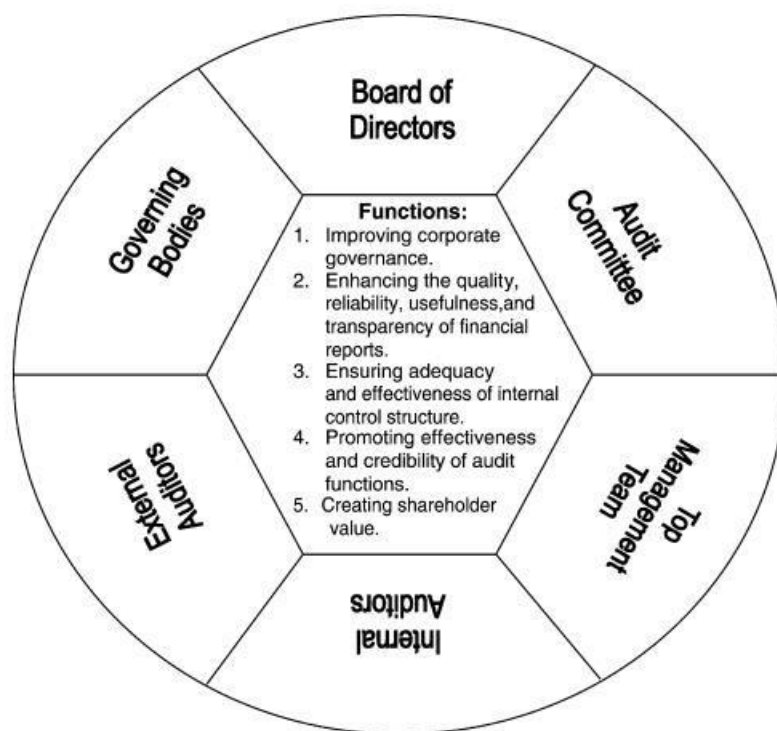 Board of
Directors
Audit
Committee
Top
Management
Team
Internal
Auditors
External
Auditors
Governing
Bodies
Functions:
1. Improving corporate
governance.
2. Enhancing the quality,
reliability, usefulness,and
transparency of financial
reports.
3. Ensuring adequacy
and effectiveness of internal
control structure.
4. Promoting effectiveness
and credibility of audit
functions.
5. Creating shareholder
value.